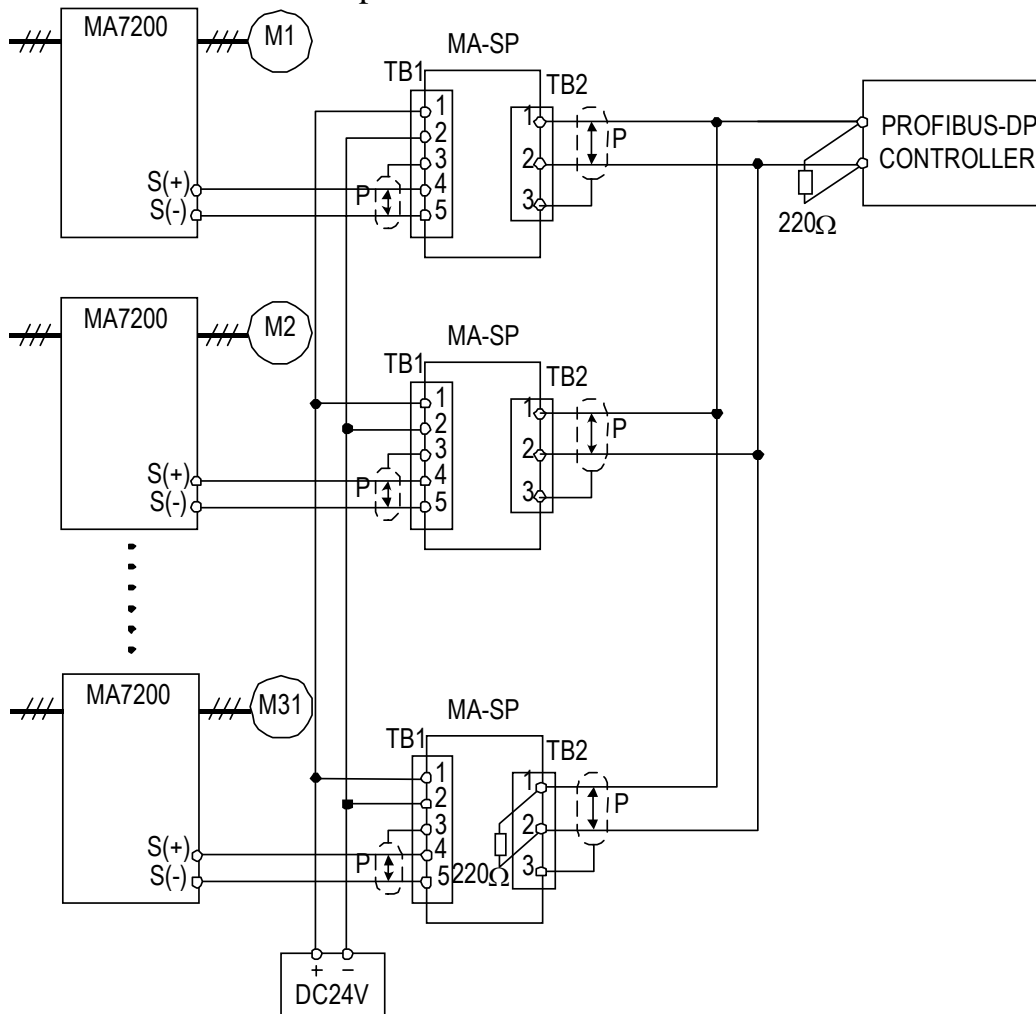 MA7200
M1
S(+)
S(-)
P
MA-SP
TB1
1
2
3
4
5
TB2
1
2
3
P
PROFIBUS-DP
CONTROLLER
220Ω
MA7200
M2
S(+)
S(-)
P
MA-SP
TB1
1
2
3
4
5
TB2
1
2
3
P
MA7200
M31
S(+)
S(-)
P
MA-SP
TB1
1
2
3
4
5
220Ω
TB2
1
2
3
P
+ −
DC24V